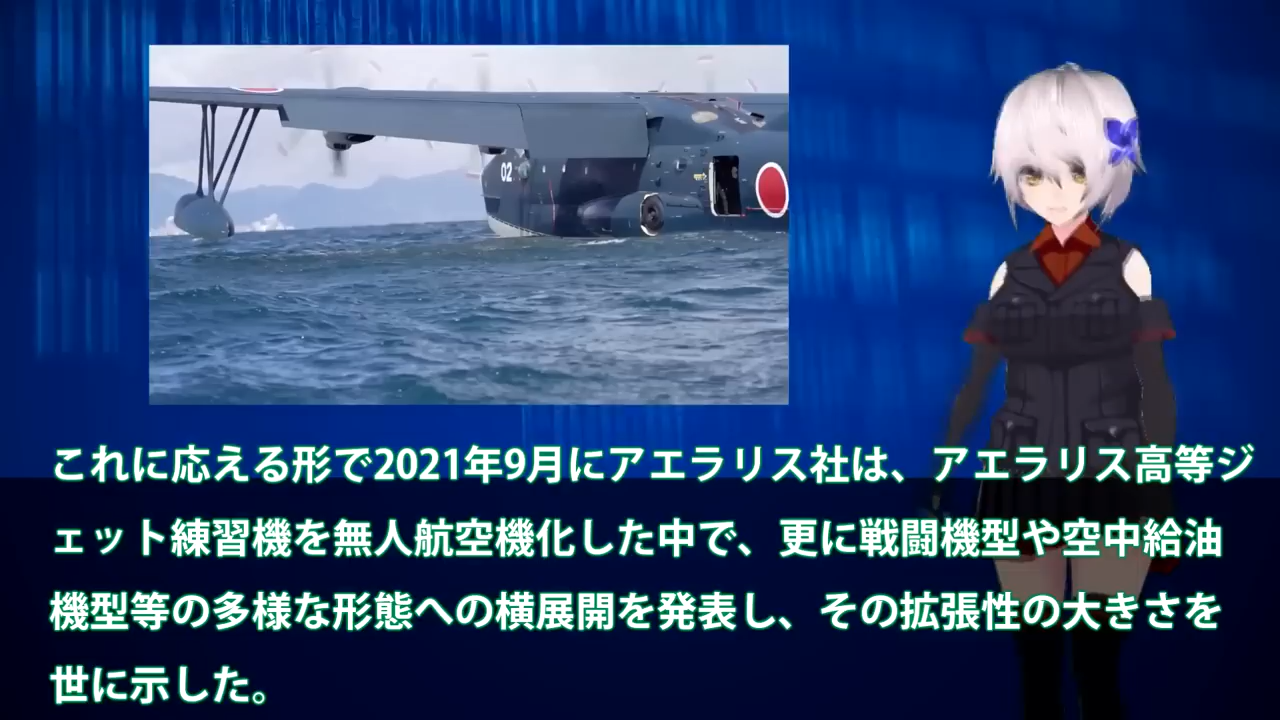 02
これに応える形で2021年9月にアエラリス社は、アエラリス高等ジ
ェット練習機を無人航空機化した中で、更に戦闘機型や空中給油
機型等の多様な形態への横展開を発表し、その拡張性の大きさを
世に示した。